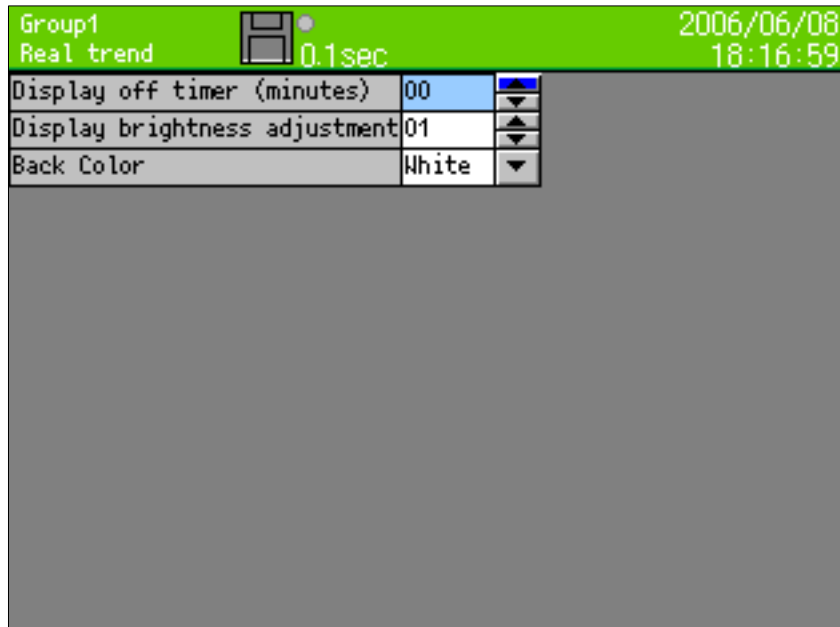 Group1
Real trend
0.1sec
2006/06/08
18:16:59
Display off timer (minutes) 00
Display brightness adjustment 01
Back Color White